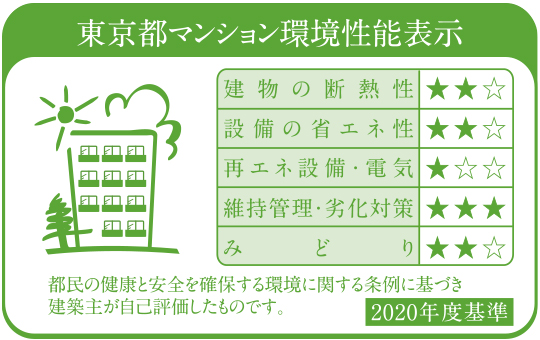 東京都マンション環境性能表示
建物の断熱性 ★★☆
設備の省エネ性 ★★☆
再エネ設備・電気 ★☆☆
維持管理・劣化対策 ★★★
みどり ★★☆
都民の健康と安全を確保する環境に関する条例に基づき
建築主が自己評価したものです。
2020年度基準